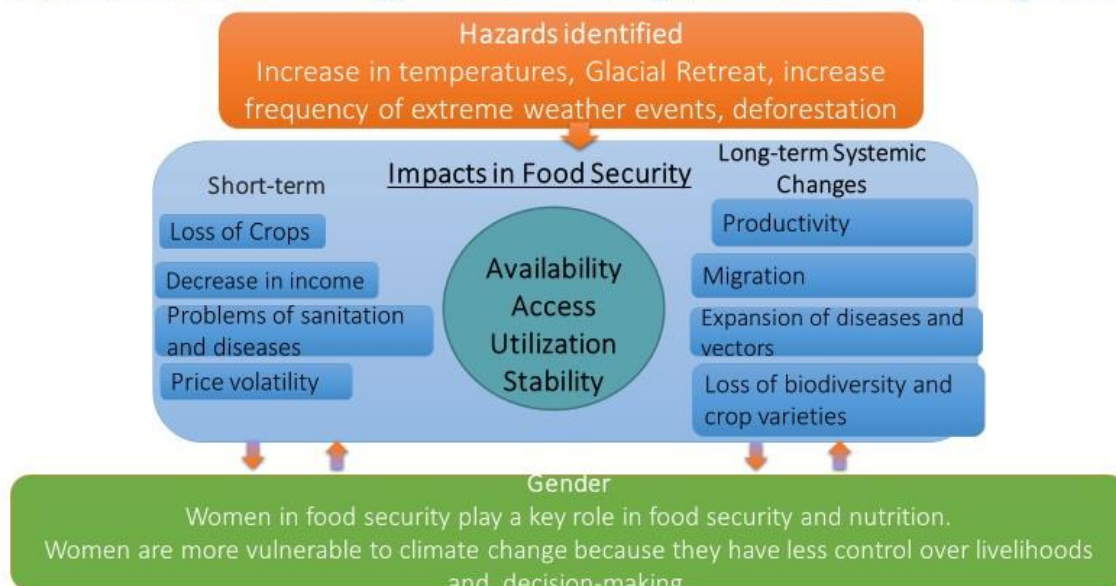 Hazards identified
Increase in temperatures, Glacial Retreat, increase
frequency of extreme weather events, deforestation
Impacts in Food Security
Short-term
Loss of Crops
Decrease in income
Problems of sanitation
and diseases
Price volatility
Availability
Access
Utilization
Stability
Long-term Systemic
Changes
Productivity
Migration
Expansion of diseases and
vectors
Loss of biodiversity and
crop varieties
Gender
Women in food security play a key role in food security and nutrition.
Women are more vulnerable to climate change because they have less control over livelihoods
and decision-making